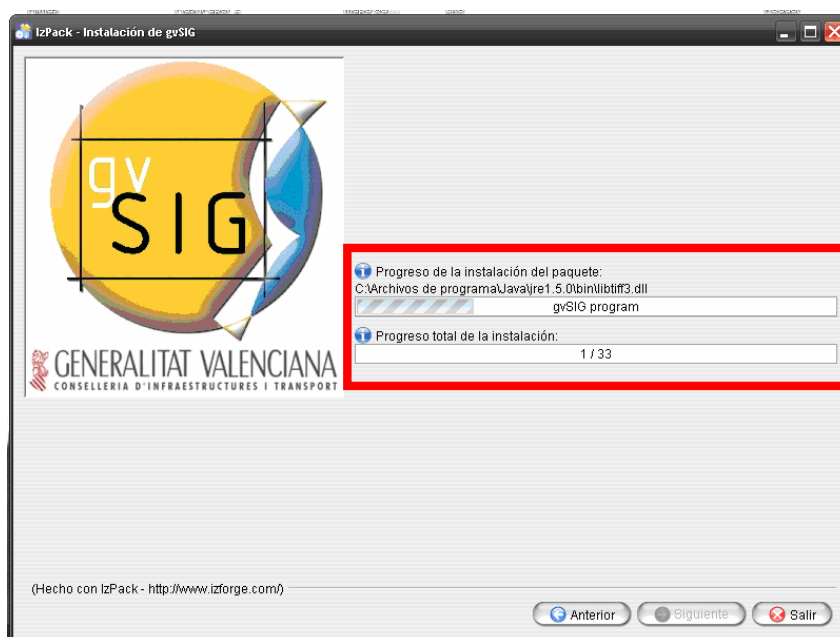 IzPack - Instalación de gvSIG
gv
SIG
GENERALITAT VALENCIANA
CONSELLERIA D'INFRAESTRUCTURES I TRANSPORT
Progreso de la instalación del paquete:
C:\Archivos de programa\Java\jre1.5.0\bin\libtiff3.dll
gvSIG program
Progreso total de la instalación:
1 / 33
(Hecho con IzPack - http://www.izforge.com/)
Anterior
Siguiente
Salir